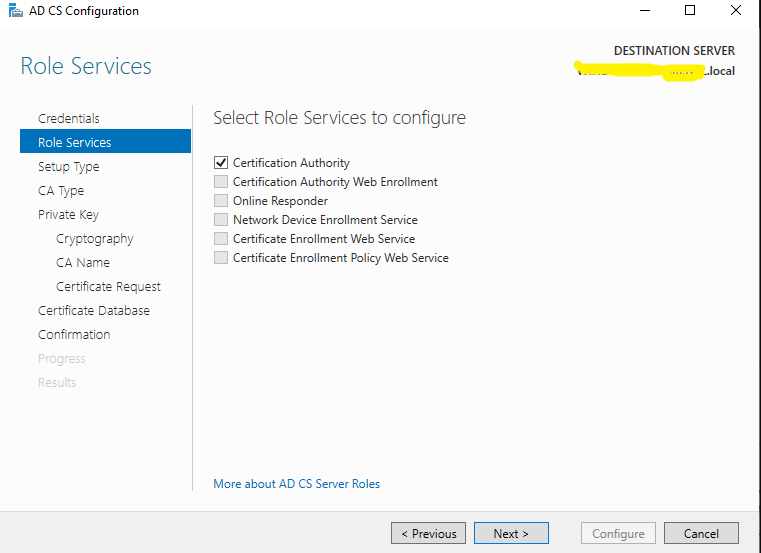 AD CS Configuration
Role Services
DESTINATION SERVER
.local
Credentials
Role Services
Setup Type
CA Type
Private Key
Cryptography
CA Name
Certificate Request
Certificate Database
Confirmation
Progress
Results
Select Role Services to configure
Certification Authority
Certification Authority Web Enrollment
Online Responder
Network Device Enrollment Service
Certificate Enrollment Web Service
Certificate Enrollment Policy Web Service
More about AD CS Server Roles
< Previous Next > Configure Cancel